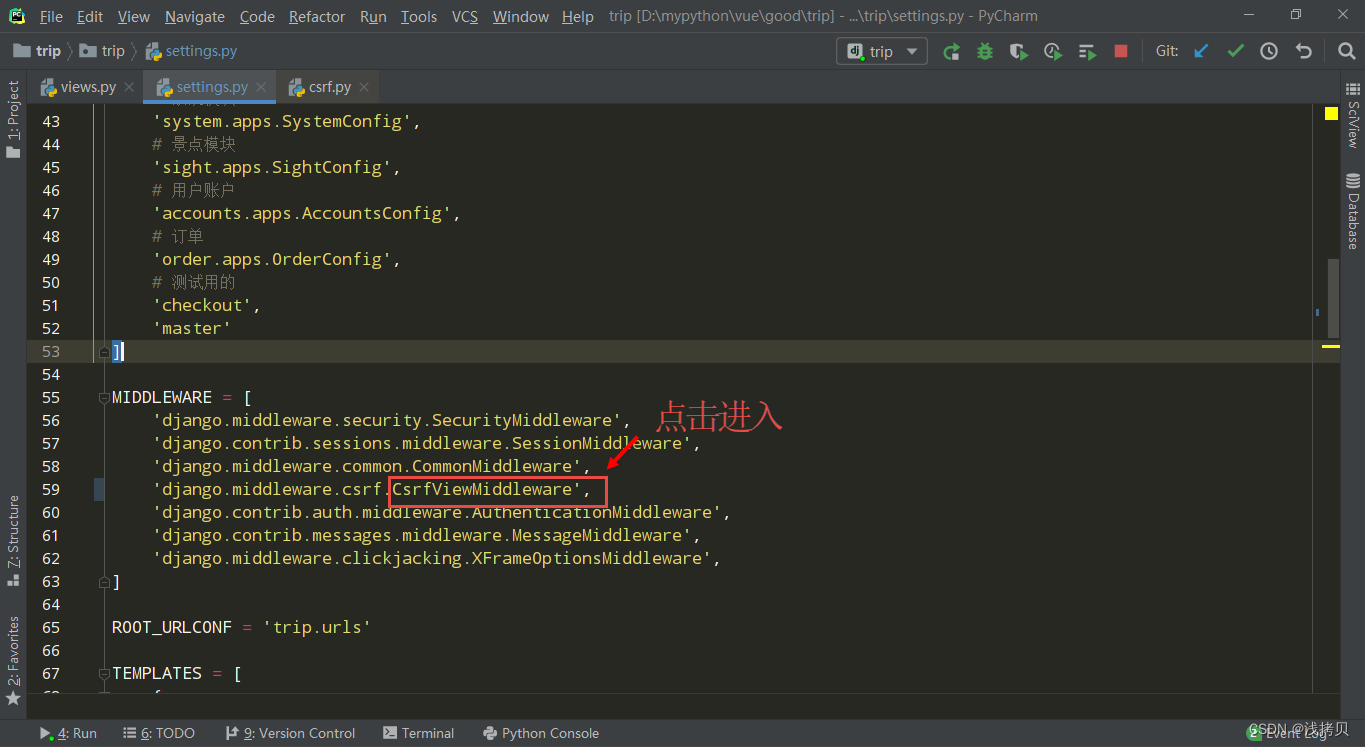 File Edit View Navigate Code Refactor Run Tools VCS Window Help trip [D:\mypython\vue\good\trip] - ...\trip\settings.py - PyCharm
trip trip settings.py trip Git:
views.py settings.py csrf.py
1: Project
SciView
Database
43 'system.apps.SystemConfig',
44 # 景点模块
45 'sight.apps.SightConfig',
46 # 用户账户
47 'accounts.apps.AccountsConfig',
48 # 订单
49 'order.apps.OrderConfig',
50 # 测试用的
51 'checkout',
52 'master'
53 ]
54
55 MIDDLEWARE = [
点击进入
56 'django.middleware.security.SecurityMiddleware',
57 'django.contrib.sessions.middleware.SessionMiddleware',
58 'django.middleware.common.CommonMiddleware',
59 'django.middleware.csrf.CsrfViewMiddleware',
60 'django.contrib.auth.middleware.AuthenticationMiddleware',
61 'django.contrib.messages.middleware.MessageMiddleware',
62 'django.middleware.clickjacking.XFrameOptionsMiddleware',
63 ]
64
65 ROOT_URLCONF = 'trip.urls'
66
67 TEMPLATES = [
Z: Structure
2: Favorites
4: Run 6: TODO 9: Version Control Terminal Python Console 2 Event Log
CSDN @浅拷贝